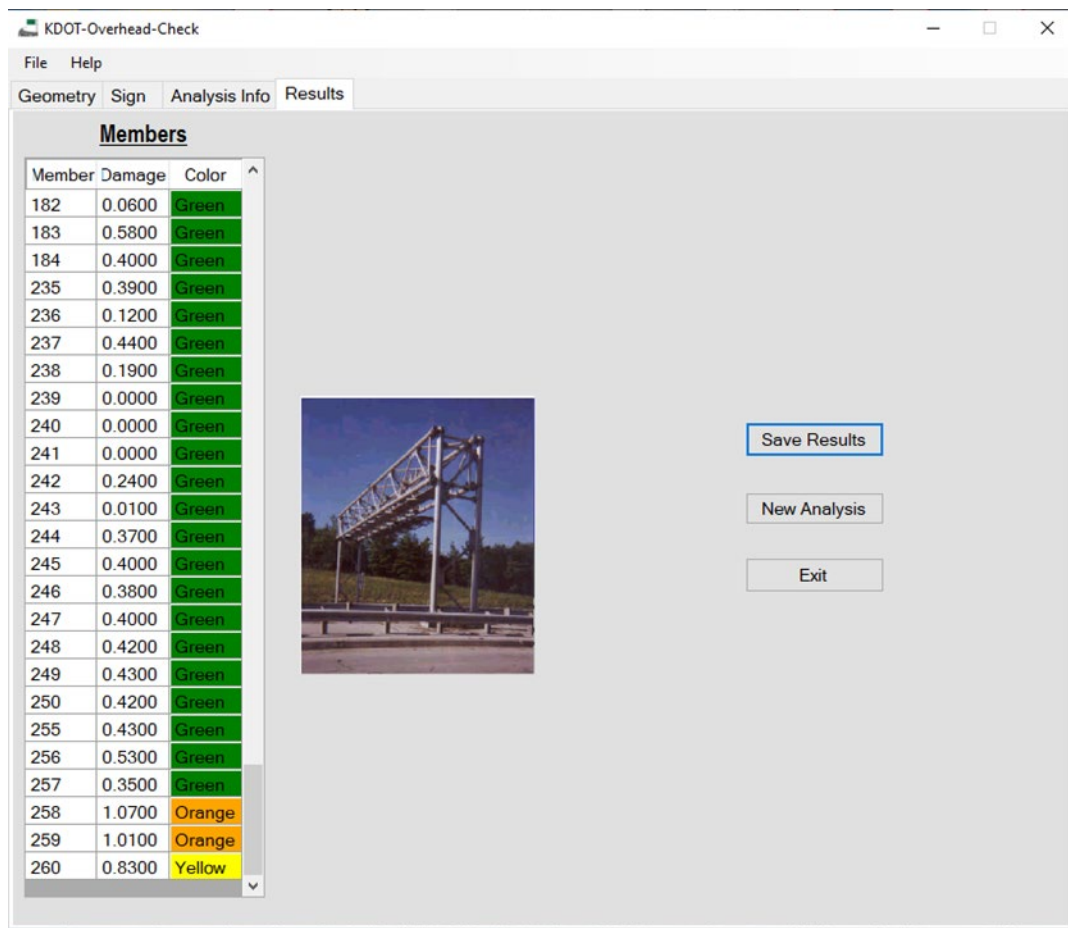 KDOT-Overhead-Check
File Help
Geometry Sign Analysis Info Results
Members
Member Damage Color
182 0.0600 Green
183 0.5800 Green
184 0.4000 Green
235 0.3900 Green
236 0.1200 Green
237 0.4400 Green
238 0.1900 Green
239 0.0000 Green
240 0.0000 Green
241 0.0000 Green
242 0.2400 Green
243 0.0100 Green
244 0.3700 Green
245 0.4000 Green
246 0.3800 Green
247 0.4000 Green
248 0.4200 Green
249 0.4300 Green
250 0.4200 Green
255 0.4300 Green
256 0.5300 Green
257 0.3500 Green
258 1.0700 Orange
259 1.0100 Orange
260 0.8300 Yellow
Save Results
New Analysis
Exit